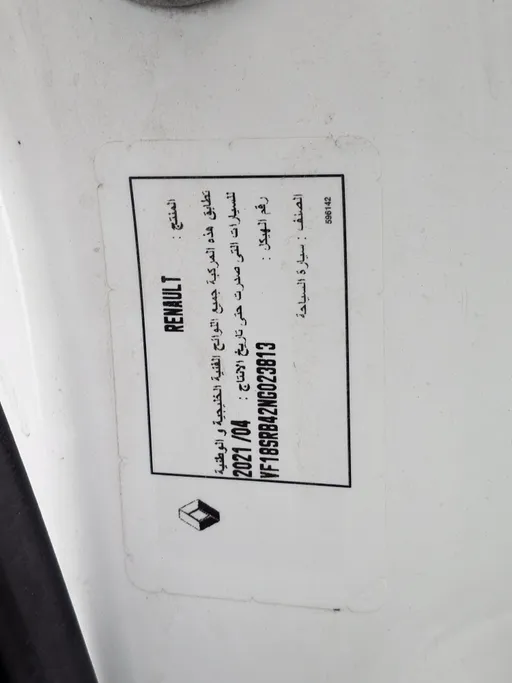 المنتج : RENAULT
تطابق هذه المركبة جميع اللوائح الفنية الخليجية و الوطنية
للسيارات التى صدرت حتى تاريخ الانتاج : 2021 /04
رقم الهيكل : VF18SRB42NG023813
الصنف : سيارة السياحة
596142